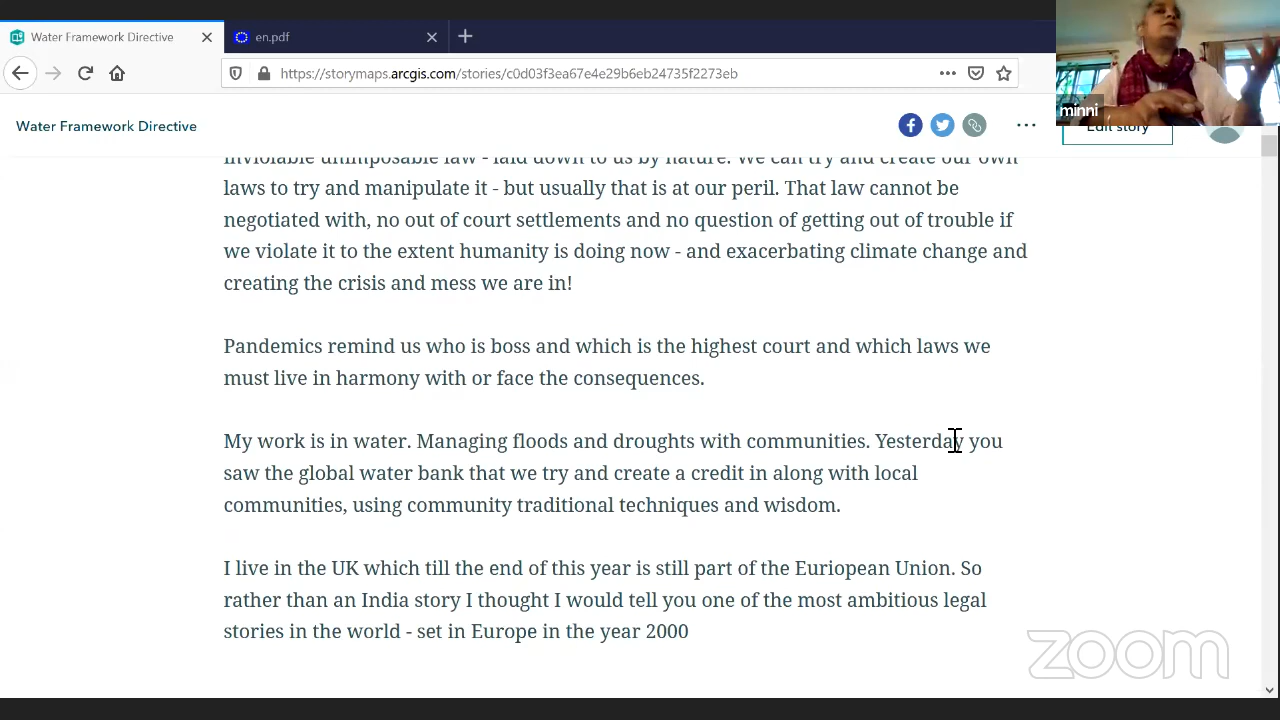 Water Framework Directive
en.pdf
https://storymaps.arcgis.com/stories/c0d03f3ea67e4e29b6eb24735f2273eb
minni
Water Framework Directive
Edit story
inviolable unimposable law - laid down to us by nature. We can try and create our own
laws to try and manipulate it - but usually that is at our peril. That law cannot be
negotiated with, no out of court settlements and no question of getting out of trouble if
we violate it to the extent humanity is doing now - and exacerbating climate change and
creating the crisis and mess we are in!
Pandemics remind us who is boss and which is the highest court and which laws we
must live in harmony with or face the consequences.
My work is in water. Managing floods and droughts with communities. Yesterday you
saw the global water bank that we try and create a credit in along with local
communities, using community traditional techniques and wisdom.
I live in the UK which till the end of this year is still part of the Euriopean Union. So
rather than an India story I thought I would tell you one of the most ambitious legal
stories in the world - set in Europe in the year 2000
zoom